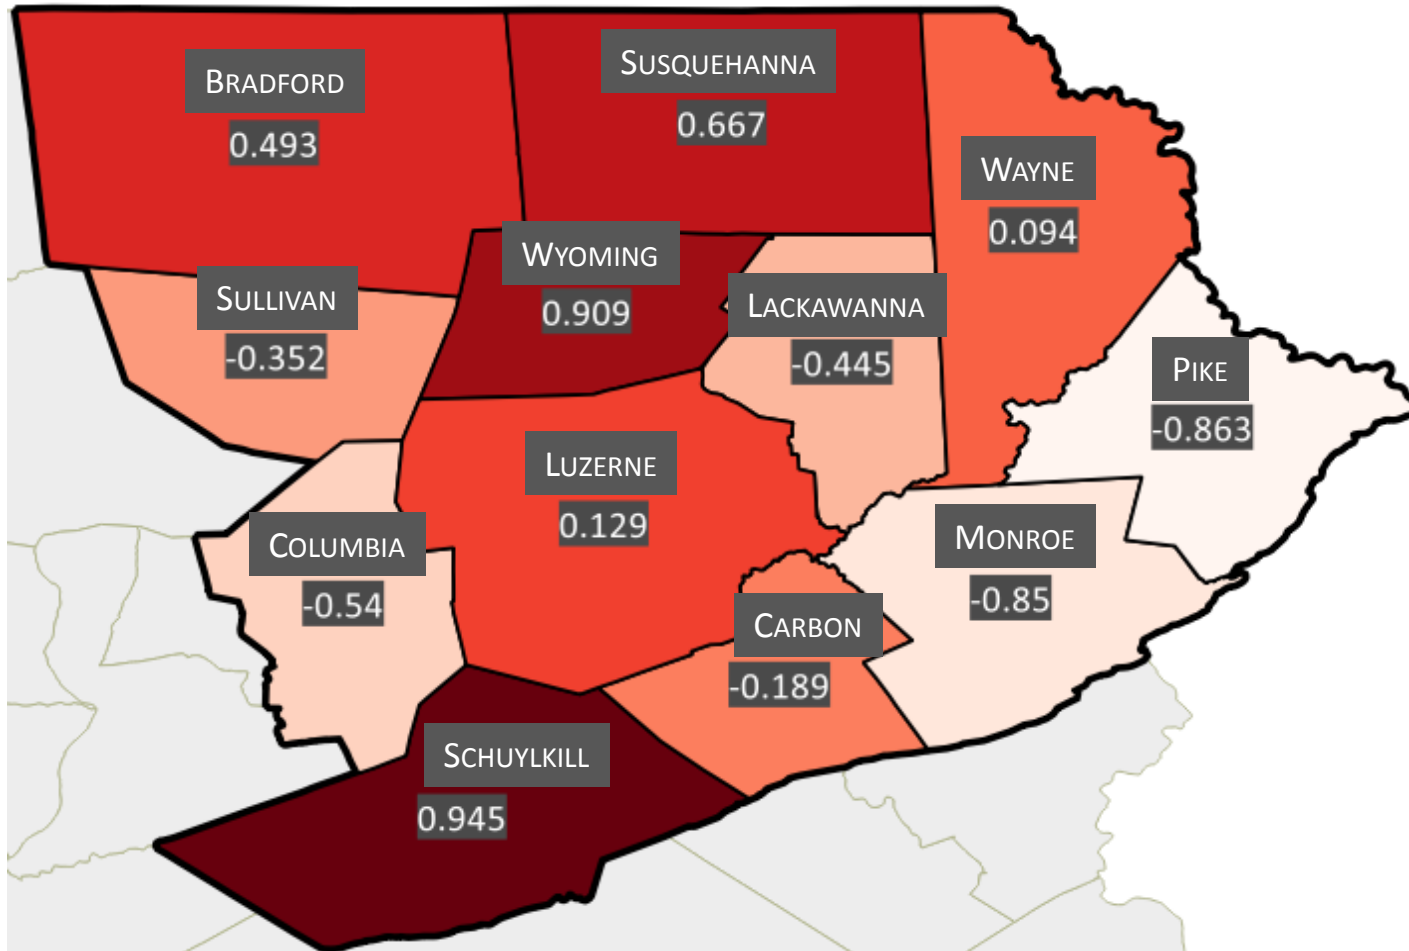 BRADFORD
0.493
SUSQUEHANNA
0.667
WAYNE
0.094
WYOMING
0.909
SULLIVAN
-0.352
LACKAWANNA
-0.445
PIKE
-0.863
LUZERNE
0.129
COLUMBIA
-0.54
MONROE
-0.85
CARBON
-0.189
SCHUYLKILL
0.945